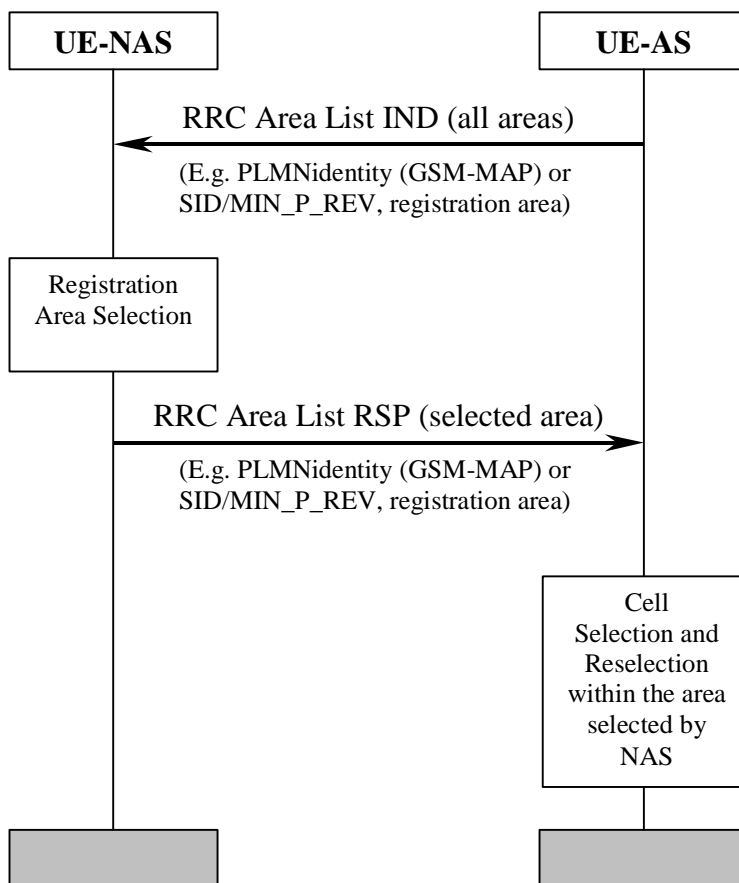 UE-NAS
UE-AS
RRC Area List IND (all areas)
(E.g. PLMNidentity (GSM-MAP) or
SID/MIN_P_REV, registration area)
Registration
Area Selection
RRC Area List RSP (selected area)
(E.g. PLMNidentity (GSM-MAP) or
SID/MIN_P_REV, registration area)
Cell
Selection and
Reselection
within the area
selected by
NAS